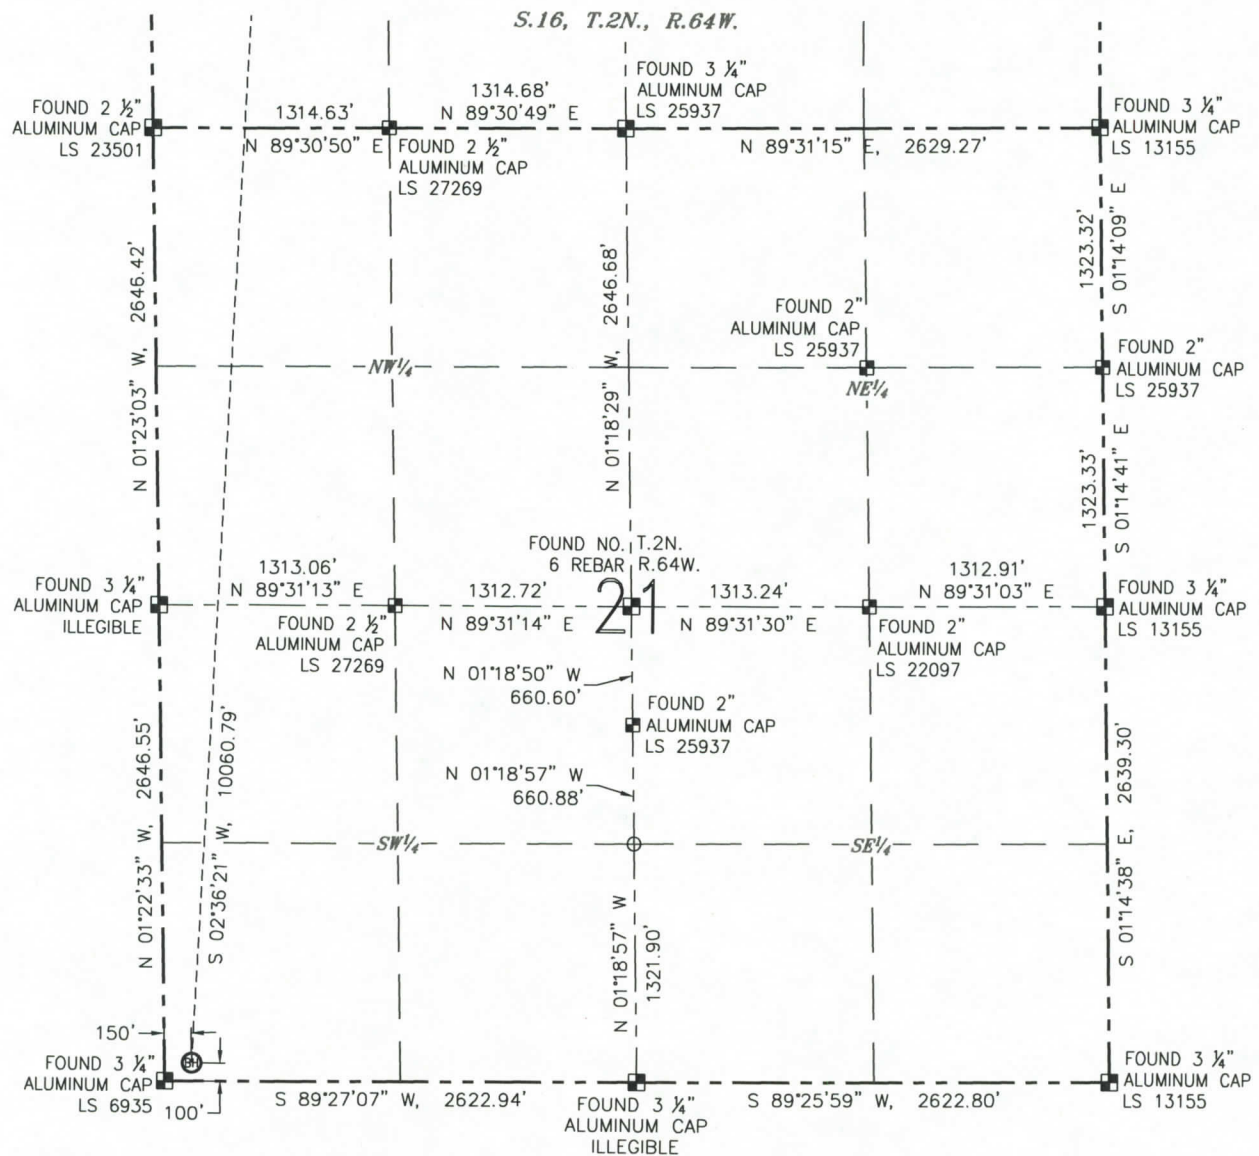 S.16, T.2N., R.64W.
FOUND 2 ½"
ALUMINUM CAP
LS 23501
1314.63'
N 89°30'50" E
FOUND 2 ½"
ALUMINUM CAP
LS 27269
1314.68'
N 89°30'49" E
FOUND 3 ¼"
ALUMINUM CAP
LS 25937
N 89°31'15" E, 2629.27'
FOUND 3 ¼"
ALUMINUM CAP
LS 13155
N 01°23'03" W, 2646.42'
NW¼
N 01°18'29" W, 2646.68'
FOUND 2"
ALUMINUM CAP
LS 25937
NE¼
1323.32'
S 01°14'09" E
FOUND 2"
ALUMINUM CAP
LS 25937
1323.33'
S 01°14'41" E
FOUND 3 ¼"
ALUMINUM CAP
ILLEGIBLE
1313.06'
N 89°31'13" E
FOUND 2 ½"
ALUMINUM CAP
LS 27269
1312.72'
N 89°31'14" E
FOUND NO. T.2N.
6 REBAR R.64W.
21
1313.24'
N 89°31'30" E
FOUND 2"
ALUMINUM CAP
LS 22097
1312.91'
N 89°31'03" E
FOUND 3 ¼"
ALUMINUM CAP
LS 13155
N 01°18'50" W
660.60'
FOUND 2"
ALUMINUM CAP
LS 25937
N 01°18'57" W
660.88'
N 01°22'33" W, 2646.55'
S 02°36'21" W, 10060.79'
SW¼
SE¼
N 01°18'57" W
1321.90'
S 01°14'38" E, 2639.30'
150'
BH
FOUND 3 ¼"
ALUMINUM CAP
LS 6935
100'
S 89°27'07" W, 2622.94'
FOUND 3 ¼"
ALUMINUM CAP
ILLEGIBLE
S 89°25'59" W, 2622.80'
FOUND 3 ¼"
ALUMINUM CAP
LS 13155